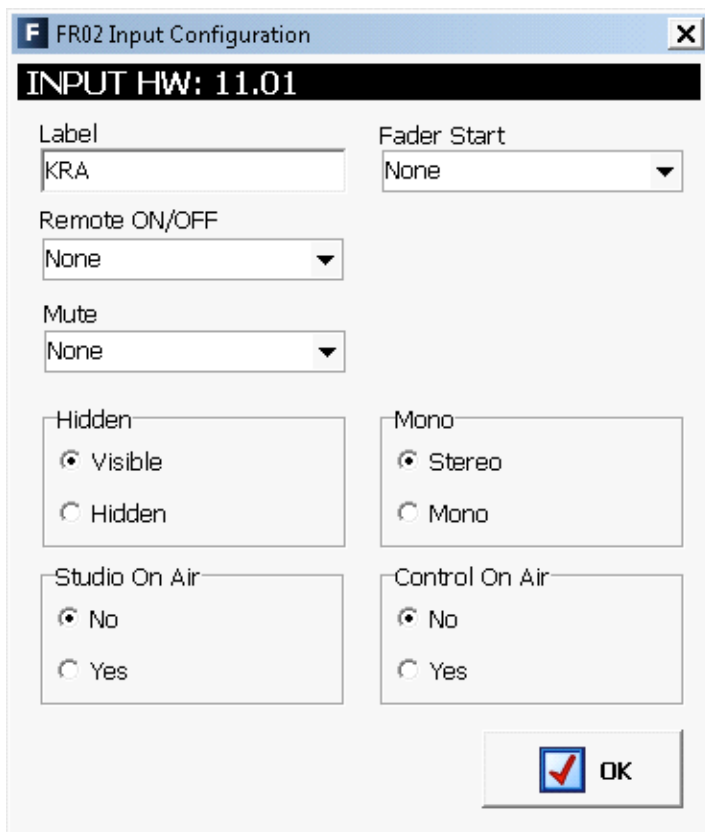 F FR02 Input Configuration
INPUT HW: 11.01
Label
Fader Start
KRA
None
Remote ON/OFF
None
Mute
None
Hidden
Mono
Visible
Stereo
Hidden
Mono
Studio On Air
Control On Air
No
No
Yes
Yes
OK